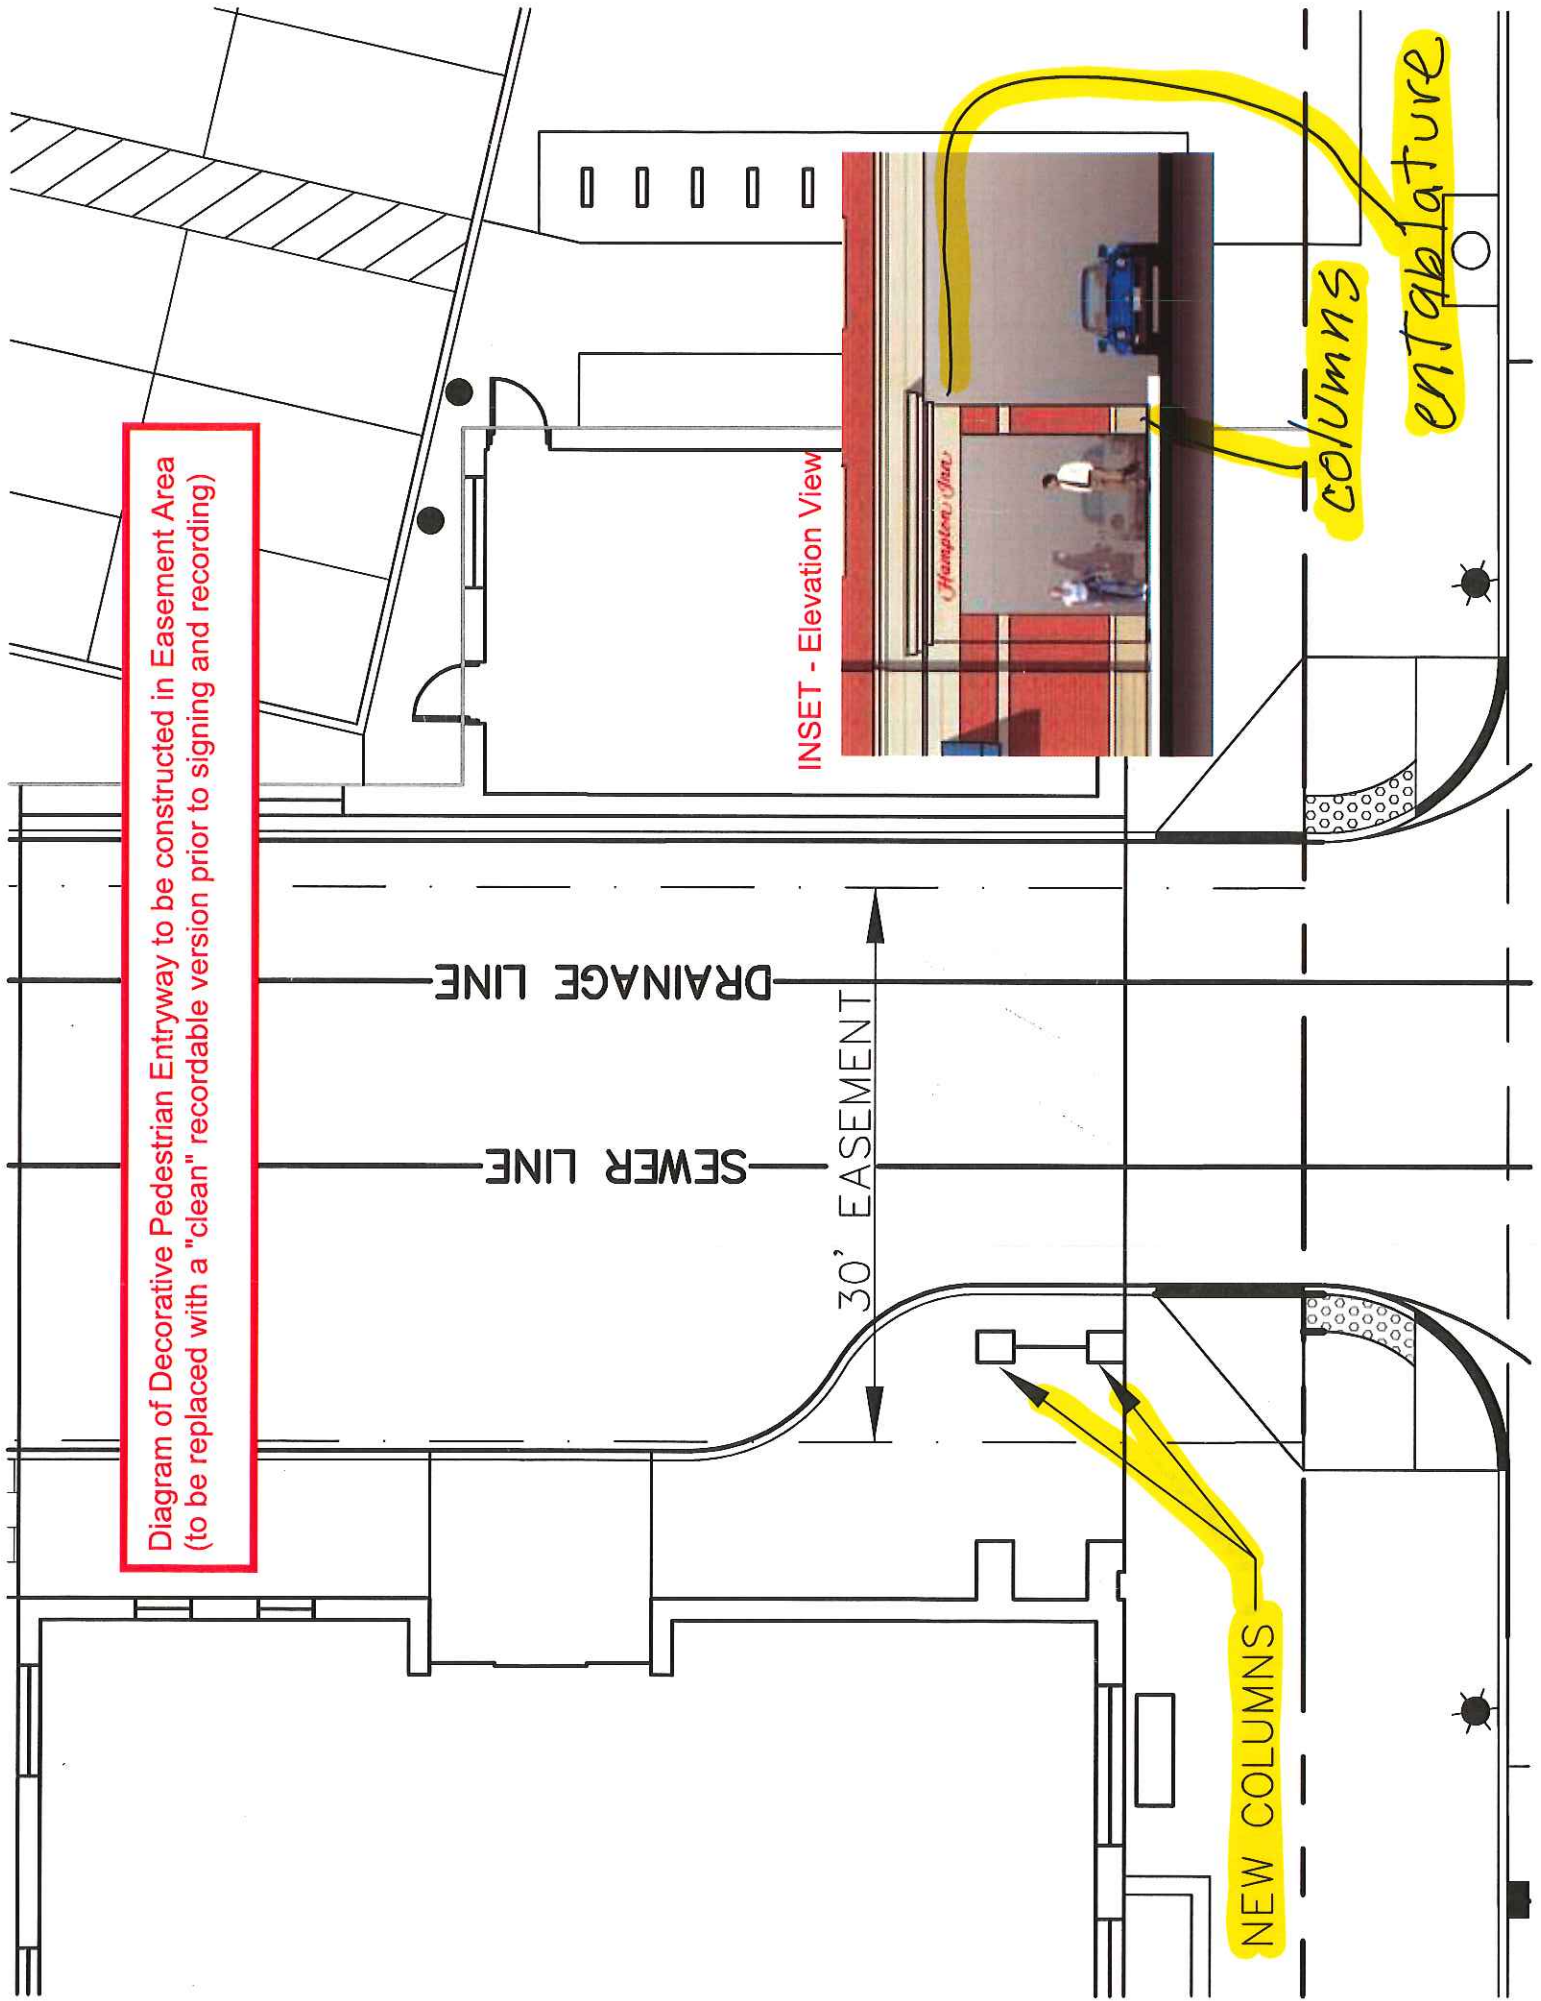 Diagram of Decorative Pedestrian Entryway to be constructed in Easement Area
(to be replaced with a "clean" recordable version prior to signing and recording)
DRAINAGE LINE
SEWER LINE
30' EASEMENT
INSET - Elevation View
Hampton Inn
columns
entablature
NEW COLUMNS